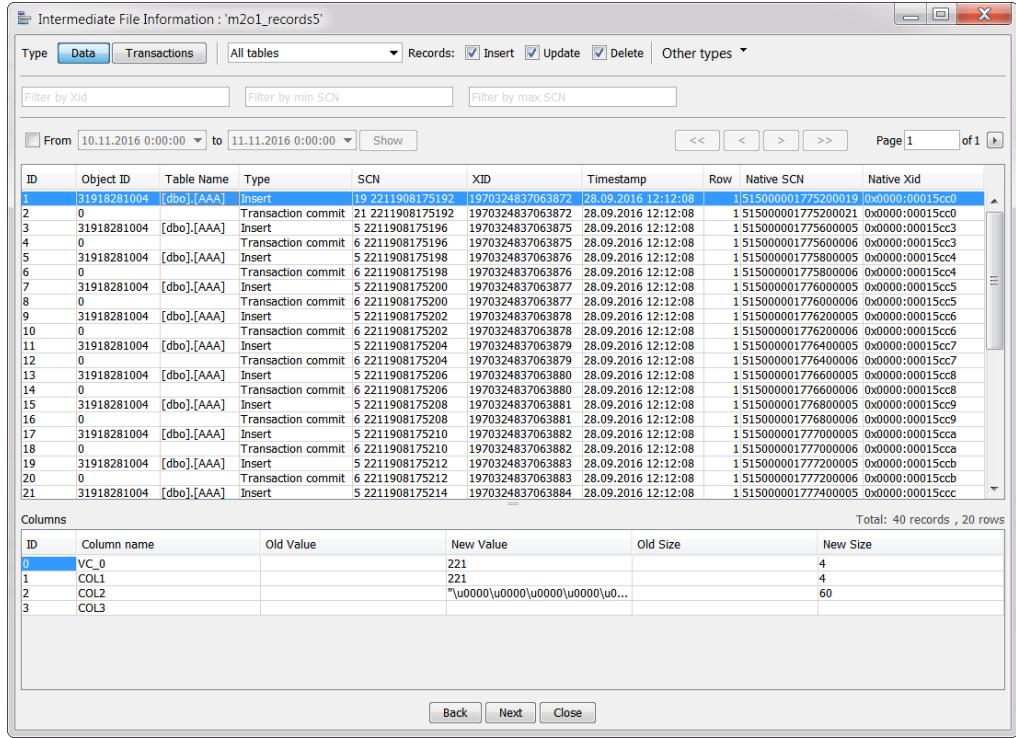 Intermediate File Information : 'm2o1_records5'
Type Data Transactions All tables Records: Insert Update Delete Other types
Filter by Xid Filter by min SCN Filter by max SCN
From 10.11.2016 0:00:00 to 11.11.2016 0:00:00 Show << < > >> Page 1 of 1
ID Object ID Table Name Type SCN XID Timestamp Row Native SCN Native Xid
1 31918281004 [dbo].[AAA] Insert 19 2211908175192 1970324837063872 28.09.2016 12:12:08 1 515000001775200019 0x0000:00015cc0
2 0 Transaction commit 21 2211908175192 1970324837063872 28.09.2016 12:12:08 1 515000001775200021 0x0000:00015cc0
3 31918281004 [dbo].[AAA] Insert 5 2211908175196 1970324837063875 28.09.2016 12:12:08 1 515000001775600005 0x0000:00015cc3
4 0 Transaction commit 6 2211908175196 1970324837063875 28.09.2016 12:12:08 1 515000001775600006 0x0000:00015cc3
5 31918281004 [dbo].[AAA] Insert 5 2211908175198 1970324837063876 28.09.2016 12:12:08 1 515000001775800005 0x0000:00015cc4
6 0 Transaction commit 6 2211908175198 1970324837063876 28.09.2016 12:12:08 1 515000001775800006 0x0000:00015cc4
7 31918281004 [dbo].[AAA] Insert 5 2211908175200 1970324837063877 28.09.2016 12:12:08 1 515000001776000005 0x0000:00015cc5
8 0 Transaction commit 6 2211908175200 1970324837063877 28.09.2016 12:12:08 1 515000001776000006 0x0000:00015cc5
9 31918281004 [dbo].[AAA] Insert 5 2211908175202 1970324837063878 28.09.2016 12:12:08 1 515000001776200005 0x0000:00015cc6
10 0 Transaction commit 6 2211908175202 1970324837063878 28.09.2016 12:12:08 1 515000001776200006 0x0000:00015cc6
11 31918281004 [dbo].[AAA] Insert 5 2211908175204 1970324837063879 28.09.2016 12:12:08 1 515000001776400005 0x0000:00015cc7
12 0 Transaction commit 6 2211908175204 1970324837063879 28.09.2016 12:12:08 1 515000001776400006 0x0000:00015cc7
13 31918281004 [dbo].[AAA] Insert 5 2211908175206 1970324837063880 28.09.2016 12:12:08 1 515000001776600005 0x0000:00015cc8
14 0 Transaction commit 6 2211908175206 1970324837063880 28.09.2016 12:12:08 1 515000001776600006 0x0000:00015cc8
15 31918281004 [dbo].[AAA] Insert 5 2211908175208 1970324837063881 28.09.2016 12:12:08 1 515000001776800005 0x0000:00015cc9
16 0 Transaction commit 6 2211908175208 1970324837063881 28.09.2016 12:12:08 1 515000001776800006 0x0000:00015cc9
17 31918281004 [dbo].[AAA] Insert 5 2211908175210 1970324837063882 28.09.2016 12:12:08 1 515000001777000005 0x0000:00015cca
18 0 Transaction commit 6 2211908175210 1970324837063882 28.09.2016 12:12:08 1 515000001777000006 0x0000:00015cca
19 31918281004 [dbo].[AAA] Insert 5 2211908175212 1970324837063883 28.09.2016 12:12:08 1 515000001777200005 0x0000:00015ccb
20 0 Transaction commit 6 2211908175212 1970324837063883 28.09.2016 12:12:08 1 515000001777200006 0x0000:00015ccb
21 31918281004 [dbo].[AAA] Insert 5 2211908175214 1970324837063884 28.09.2016 12:12:08 1 515000001777400005 0x0000:00015ccc
Columns Total: 40 records , 20 rows
ID Column name Old Value New Value Old Size New Size
0 VC_0 221 4
1 COL1 221 4
2 COL2 "\u0000\u0000\u0000\u0000\u0... 60
3 COL3
Back Next Close